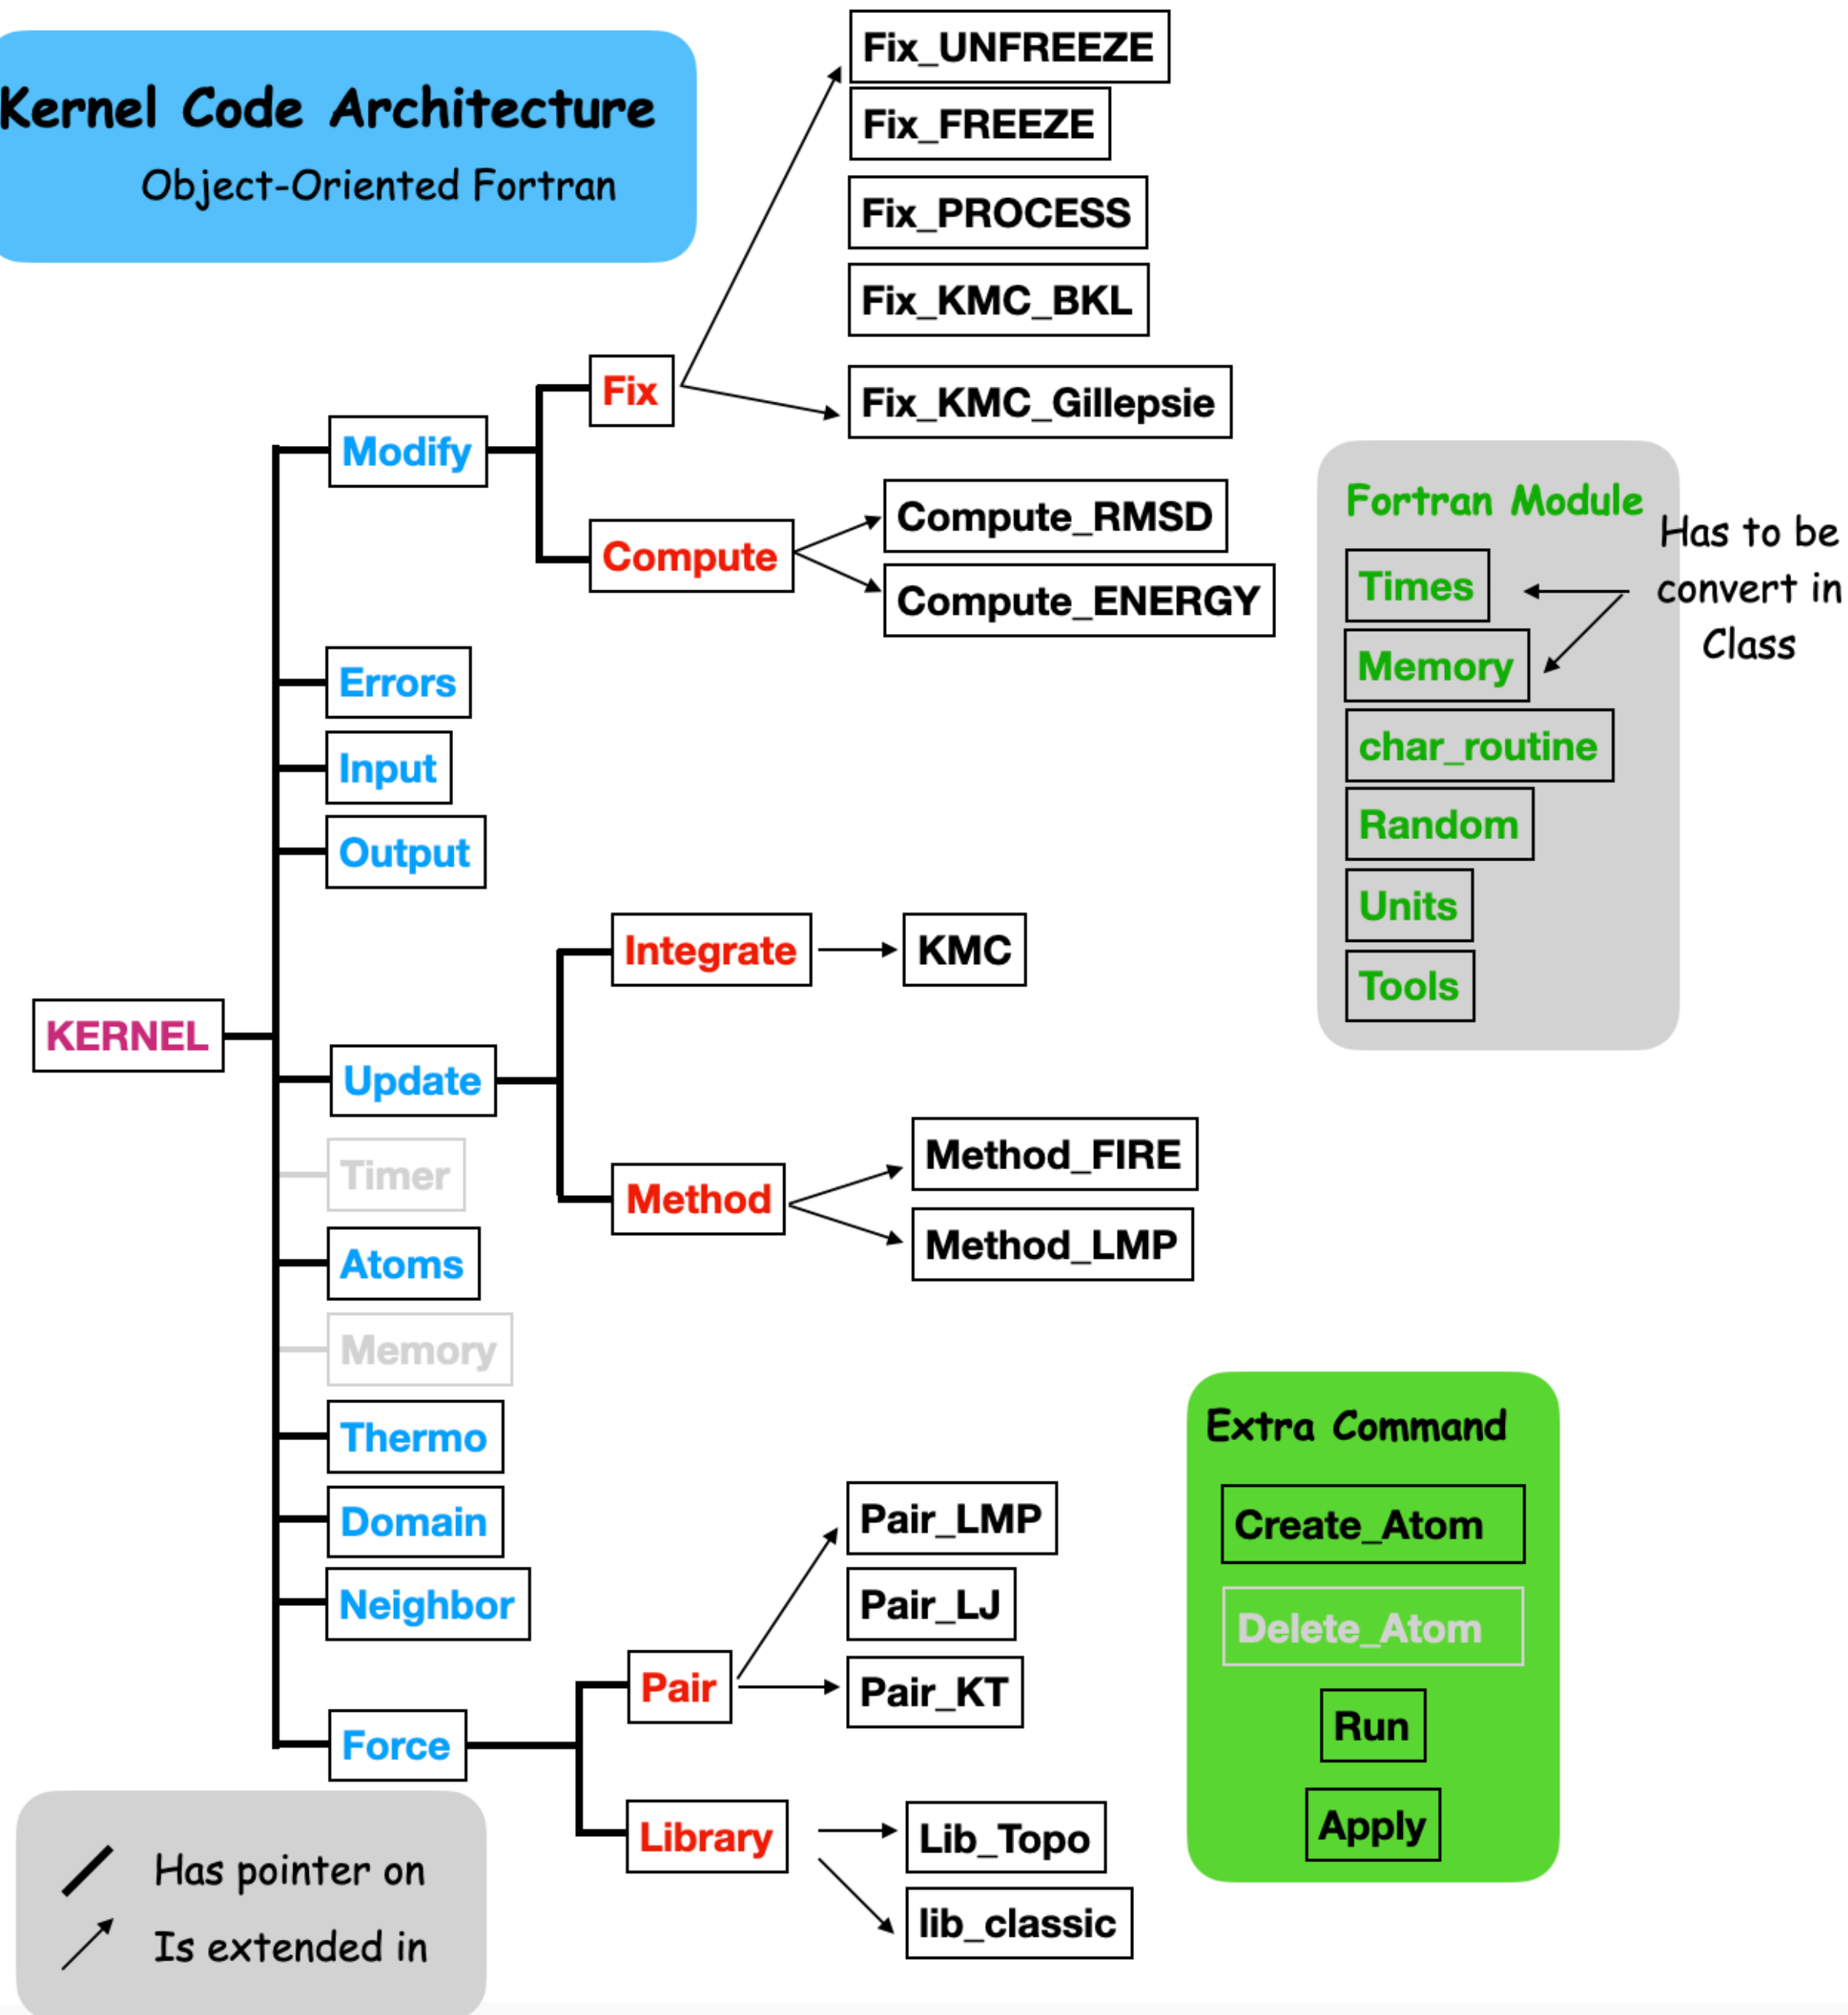 Kernel Code Architecture
Object-Oriented Fortran
Fix_UNFREEZE
Fix_FREEZE
Fix_PROCESS
Fix_KMC_BKL
Fix_KMC_Gillepsie
Fix
Modify
Compute
Compute_RMSD
Compute_ENERGY
Errors
Input
Output
KERNEL
Update
Integrate
KMC
Method
Method_FIRE
Method_LMP
Timer
Atoms
Memory
Thermo
Domain
Neighbor
Force
Pair
Pair_LMP
Pair_LJ
Pair_KT
Library
Lib_Topo
lib_classic
Fortran Module
Times
Memory
char_routine
Random
Units
Tools
Has to be
convert in
Class
Extra Command
Create_Atom
Delete_Atom
Run
Apply
Has pointer on
Is extended in